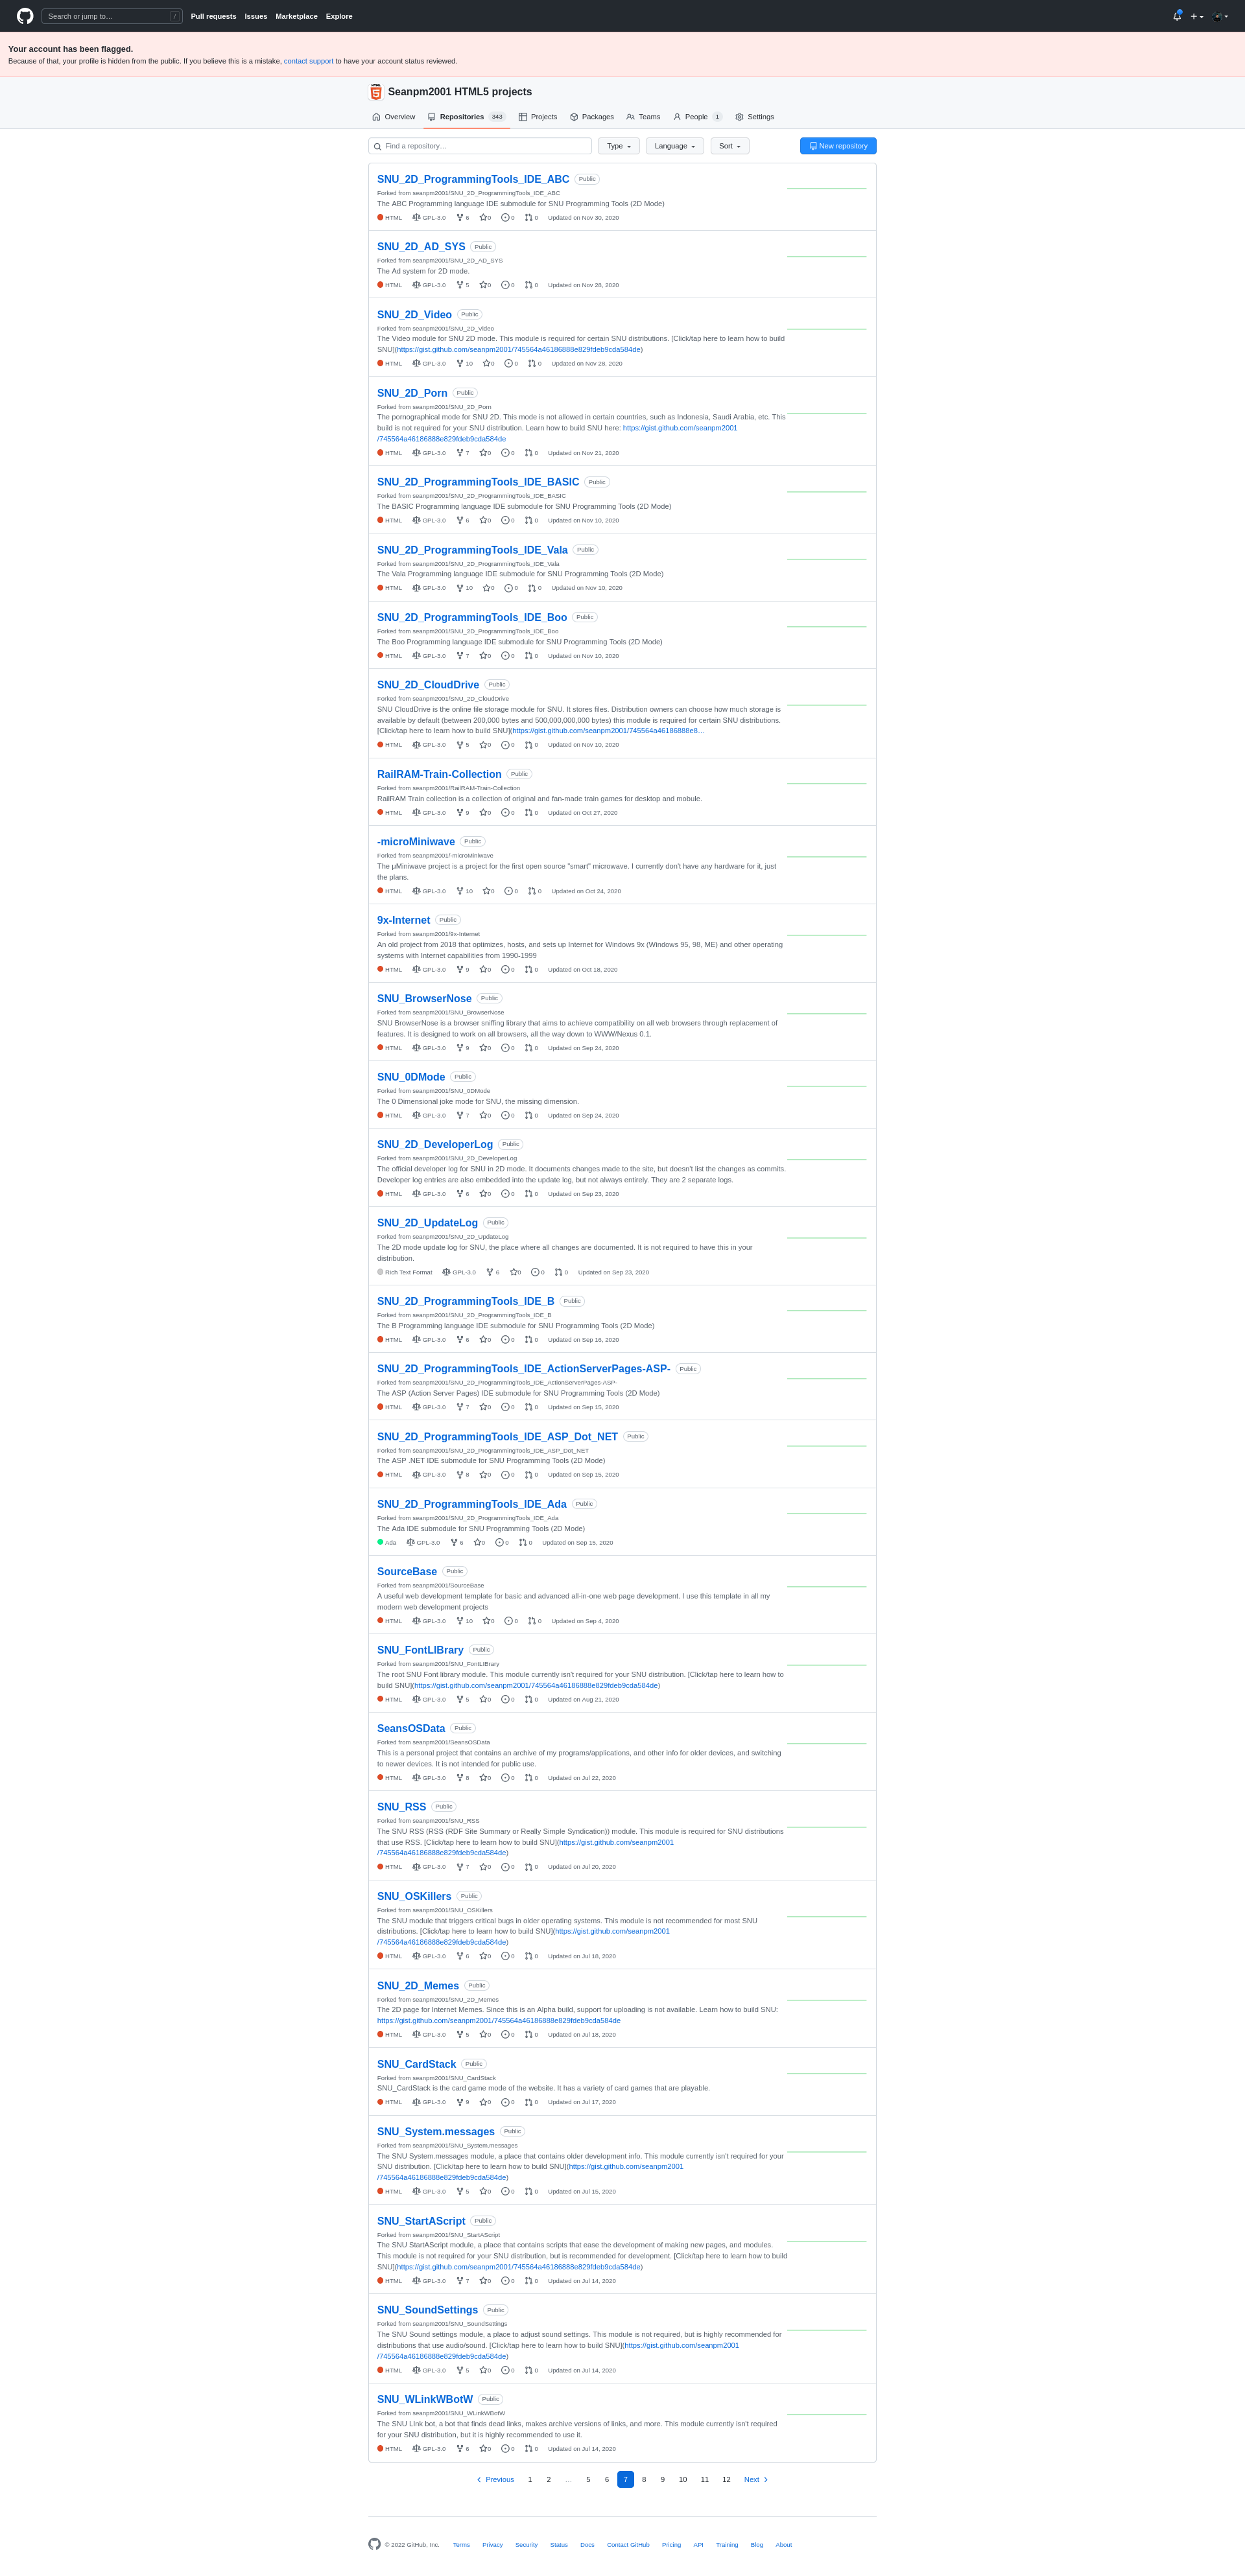 Search or jump to… /
Pull requests Issues Marketplace Explore
Your account has been flagged.
Because of that, your profile is hidden from the public. If you believe this is a mistake, contact support to have your account status reviewed.
Seanpm2001 HTML5 projects
Overview Repositories 343 Projects Packages Teams People 1 Settings
Find a repository… Type Language Sort New repository
SNU_2D_ProgrammingTools_IDE_ABC Public
Forked from seanpm2001/SNU_2D_ProgrammingTools_IDE_ABC
The ABC Programming language IDE submodule for SNU Programming Tools (2D Mode)
HTML GPL-3.0 6 0 0 0 Updated on Nov 30, 2020
SNU_2D_AD_SYS Public
Forked from seanpm2001/SNU_2D_AD_SYS
The Ad system for 2D mode.
HTML GPL-3.0 5 0 0 0 Updated on Nov 28, 2020
SNU_2D_Video Public
Forked from seanpm2001/SNU_2D_Video
The Video module for SNU 2D mode. This module is required for certain SNU distributions. [Click/tap here to learn how to build
SNU](https://gist.github.com/seanpm2001/745564a46186888e829fdeb9cda584de)
HTML GPL-3.0 10 0 0 0 Updated on Nov 28, 2020
SNU_2D_Porn Public
Forked from seanpm2001/SNU_2D_Porn
The pornographical mode for SNU 2D. This mode is not allowed in certain countries, such as Indonesia, Saudi Arabia, etc. This
build is not required for your SNU distribution. Learn how to build SNU here: https://gist.github.com/seanpm2001
/745564a46186888e829fdeb9cda584de
HTML GPL-3.0 7 0 0 0 Updated on Nov 21, 2020
SNU_2D_ProgrammingTools_IDE_BASIC Public
Forked from seanpm2001/SNU_2D_ProgrammingTools_IDE_BASIC
The BASIC Programming language IDE submodule for SNU Programming Tools (2D Mode)
HTML GPL-3.0 6 0 0 0 Updated on Nov 10, 2020
SNU_2D_ProgrammingTools_IDE_Vala Public
Forked from seanpm2001/SNU_2D_ProgrammingTools_IDE_Vala
The Vala Programming language IDE submodule for SNU Programming Tools (2D Mode)
HTML GPL-3.0 10 0 0 0 Updated on Nov 10, 2020
SNU_2D_ProgrammingTools_IDE_Boo Public
Forked from seanpm2001/SNU_2D_ProgrammingTools_IDE_Boo
The Boo Programming language IDE submodule for SNU Programming Tools (2D Mode)
HTML GPL-3.0 7 0 0 0 Updated on Nov 10, 2020
SNU_2D_CloudDrive Public
Forked from seanpm2001/SNU_2D_CloudDrive
SNU CloudDrive is the online file storage module for SNU. It stores files. Distribution owners can choose how much storage is
available by default (between 200,000 bytes and 500,000,000,000 bytes) this module is required for certain SNU distributions.
[Click/tap here to learn how to build SNU](https://gist.github.com/seanpm2001/745564a46186888e8…
HTML GPL-3.0 5 0 0 0 Updated on Nov 10, 2020
RailRAM-Train-Collection Public
Forked from seanpm2001/RailRAM-Train-Collection
RailRAM Train collection is a collection of original and fan-made train games for desktop and mobule.
HTML GPL-3.0 9 0 0 0 Updated on Oct 27, 2020
-microMiniwave Public
Forked from seanpm2001/-microMiniwave
The μMiniwave project is a project for the first open source "smart" microwave. I currently don't have any hardware for it, just
the plans.
HTML GPL-3.0 10 0 0 0 Updated on Oct 24, 2020
9x-Internet Public
Forked from seanpm2001/9x-Internet
An old project from 2018 that optimizes, hosts, and sets up Internet for Windows 9x (Windows 95, 98, ME) and other operating
systems with Internet capabilities from 1990-1999
HTML GPL-3.0 9 0 0 0 Updated on Oct 18, 2020
SNU_BrowserNose Public
Forked from seanpm2001/SNU_BrowserNose
SNU BrowserNose is a browser sniffing library that aims to achieve compatibility on all web browsers through replacement of
features. It is designed to work on all browsers, all the way down to WWW/Nexus 0.1.
HTML GPL-3.0 9 0 0 0 Updated on Sep 24, 2020
SNU_0DMode Public
Forked from seanpm2001/SNU_0DMode
The 0 Dimensional joke mode for SNU, the missing dimension.
HTML GPL-3.0 7 0 0 0 Updated on Sep 24, 2020
SNU_2D_DeveloperLog Public
Forked from seanpm2001/SNU_2D_DeveloperLog
The official developer log for SNU in 2D mode. It documents changes made to the site, but doesn't list the changes as commits.
Developer log entries are also embedded into the update log, but not always entirely. They are 2 separate logs.
HTML GPL-3.0 6 0 0 0 Updated on Sep 23, 2020
SNU_2D_UpdateLog Public
Forked from seanpm2001/SNU_2D_UpdateLog
The 2D mode update log for SNU, the place where all changes are documented. It is not required to have this in your
distribution.
Rich Text Format GPL-3.0 6 0 0 0 Updated on Sep 23, 2020
SNU_2D_ProgrammingTools_IDE_B Public
Forked from seanpm2001/SNU_2D_ProgrammingTools_IDE_B
The B Programming language IDE submodule for SNU Programming Tools (2D Mode)
HTML GPL-3.0 6 0 0 0 Updated on Sep 16, 2020
SNU_2D_ProgrammingTools_IDE_ActionServerPages-ASP- Public
Forked from seanpm2001/SNU_2D_ProgrammingTools_IDE_ActionServerPages-ASP-
The ASP (Action Server Pages) IDE submodule for SNU Programming Tools (2D Mode)
HTML GPL-3.0 7 0 0 0 Updated on Sep 15, 2020
SNU_2D_ProgrammingTools_IDE_ASP_Dot_NET Public
Forked from seanpm2001/SNU_2D_ProgrammingTools_IDE_ASP_Dot_NET
The ASP .NET IDE submodule for SNU Programming Tools (2D Mode)
HTML GPL-3.0 8 0 0 0 Updated on Sep 15, 2020
SNU_2D_ProgrammingTools_IDE_Ada Public
Forked from seanpm2001/SNU_2D_ProgrammingTools_IDE_Ada
The Ada IDE submodule for SNU Programming Tools (2D Mode)
Ada GPL-3.0 6 0 0 0 Updated on Sep 15, 2020
SourceBase Public
Forked from seanpm2001/SourceBase
A useful web development template for basic and advanced all-in-one web page development. I use this template in all my
modern web development projects
HTML GPL-3.0 10 0 0 0 Updated on Sep 4, 2020
SNU_FontLIBrary Public
Forked from seanpm2001/SNU_FontLIBrary
The root SNU Font library module. This module currently isn't required for your SNU distribution. [Click/tap here to learn how to
build SNU](https://gist.github.com/seanpm2001/745564a46186888e829fdeb9cda584de)
HTML GPL-3.0 5 0 0 0 Updated on Aug 21, 2020
SeansOSData Public
Forked from seanpm2001/SeansOSData
This is a personal project that contains an archive of my programs/applications, and other info for older devices, and switching
to newer devices. It is not intended for public use.
HTML GPL-3.0 8 0 0 0 Updated on Jul 22, 2020
SNU_RSS Public
Forked from seanpm2001/SNU_RSS
The SNU RSS (RSS (RDF Site Summary or Really Simple Syndication)) module. This module is required for SNU distributions
that use RSS. [Click/tap here to learn how to build SNU](https://gist.github.com/seanpm2001
/745564a46186888e829fdeb9cda584de)
HTML GPL-3.0 7 0 0 0 Updated on Jul 20, 2020
SNU_OSKillers Public
Forked from seanpm2001/SNU_OSKillers
The SNU module that triggers critical bugs in older operating systems. This module is not recommended for most SNU
distributions. [Click/tap here to learn how to build SNU](https://gist.github.com/seanpm2001
/745564a46186888e829fdeb9cda584de)
HTML GPL-3.0 6 0 0 0 Updated on Jul 18, 2020
SNU_2D_Memes Public
Forked from seanpm2001/SNU_2D_Memes
The 2D page for Internet Memes. Since this is an Alpha build, support for uploading is not available. Learn how to build SNU:
https://gist.github.com/seanpm2001/745564a46186888e829fdeb9cda584de
HTML GPL-3.0 5 0 0 0 Updated on Jul 18, 2020
SNU_CardStack Public
Forked from seanpm2001/SNU_CardStack
SNU_CardStack is the card game mode of the website. It has a variety of card games that are playable.
HTML GPL-3.0 9 0 0 0 Updated on Jul 17, 2020
SNU_System.messages Public
Forked from seanpm2001/SNU_System.messages
The SNU System.messages module, a place that contains older development info. This module currently isn't required for your
SNU distribution. [Click/tap here to learn how to build SNU](https://gist.github.com/seanpm2001
/745564a46186888e829fdeb9cda584de)
HTML GPL-3.0 5 0 0 0 Updated on Jul 15, 2020
SNU_StartAScript Public
Forked from seanpm2001/SNU_StartAScript
The SNU StartAScript module, a place that contains scripts that ease the development of making new pages, and modules.
This module is not required for your SNU distribution, but is recommended for development. [Click/tap here to learn how to build
SNU](https://gist.github.com/seanpm2001/745564a46186888e829fdeb9cda584de)
HTML GPL-3.0 7 0 0 0 Updated on Jul 14, 2020
SNU_SoundSettings Public
Forked from seanpm2001/SNU_SoundSettings
The SNU Sound settings module, a place to adjust sound settings. This module is not required, but is highly recommended for
distributions that use audio/sound. [Click/tap here to learn how to build SNU](https://gist.github.com/seanpm2001
/745564a46186888e829fdeb9cda584de)
HTML GPL-3.0 5 0 0 0 Updated on Jul 14, 2020
SNU_WLinkWBotW Public
Forked from seanpm2001/SNU_WLinkWBotW
The SNU LInk bot, a bot that finds dead links, makes archive versions of links, and more. This module currently isn't required
for your SNU distribution, but it is highly recommended to use it.
HTML GPL-3.0 6 0 0 0 Updated on Jul 14, 2020
Previous 1 2 … 5 6 7 8 9 10 11 12 Next
© 2022 GitHub, Inc. Terms Privacy Security Status Docs Contact GitHub Pricing API Training Blog About